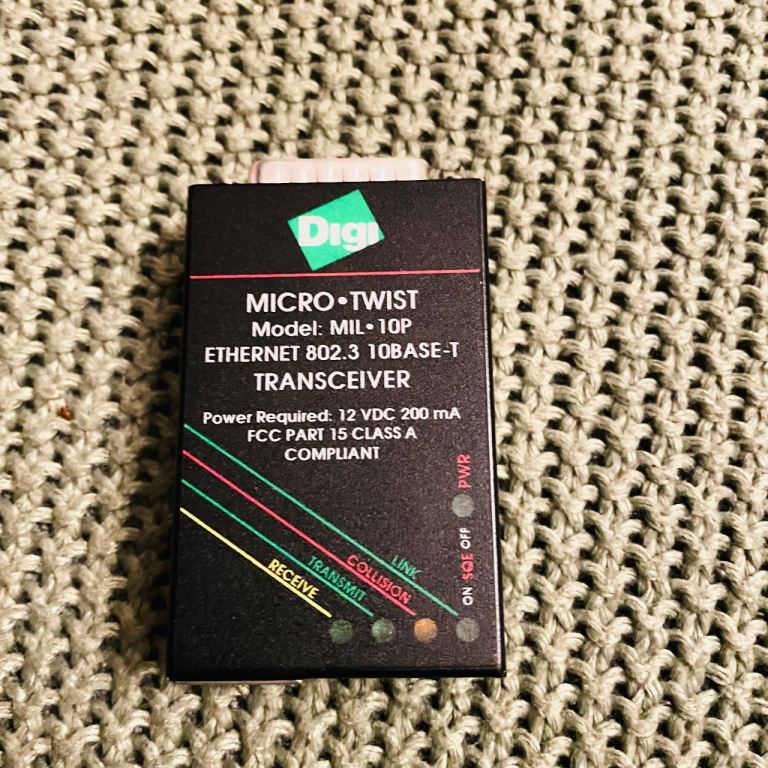 Digi
MICRO•TWIST
Model: MIL•10P
ETHERNET 802.3 10BASE-T
TRANSCEIVER
Power Required: 12 VDC 200 mA
FCC PART 15 CLASS A
COMPLIANT
PWR
ON SQE OFF
LINK
COLLISION
TRANSMIT
RECEIVE